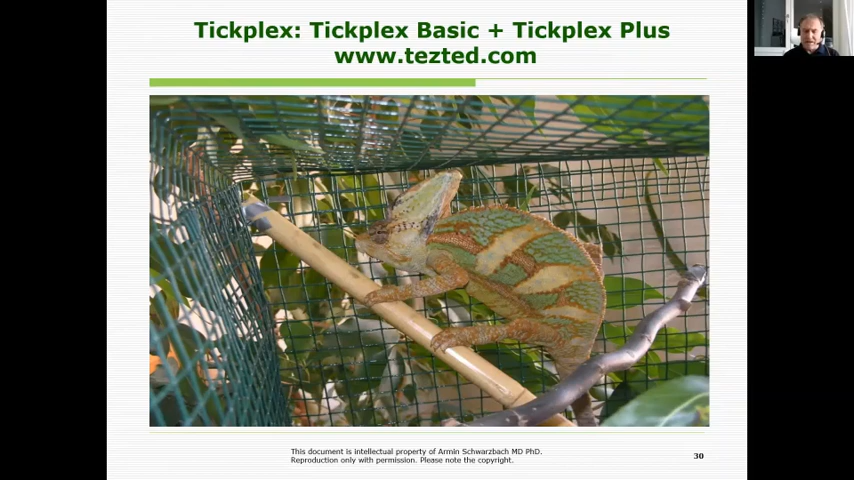 Tickplex: Tickplex Basic + Tickplex Plus
www.tezted.com
This document is intellectual property of Armin Schwarzbach MD PhD.
Reproduction only with permission. Please note the copyright.
30